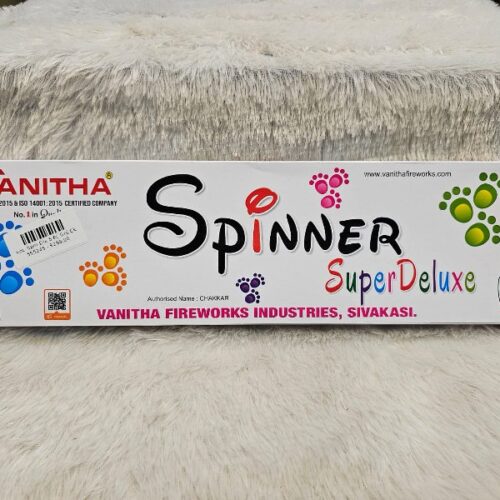 VANITHA®
2015 & ISO 14001: 2015 CERTIFIED COMPANY
No. 1 in
www.vanithafireworks.com
SPiNNER
SuperDeluxe
Authorised Name : CHAKKAR
VANITHA FIREWORKS INDUSTRIES, SIVAKASI.